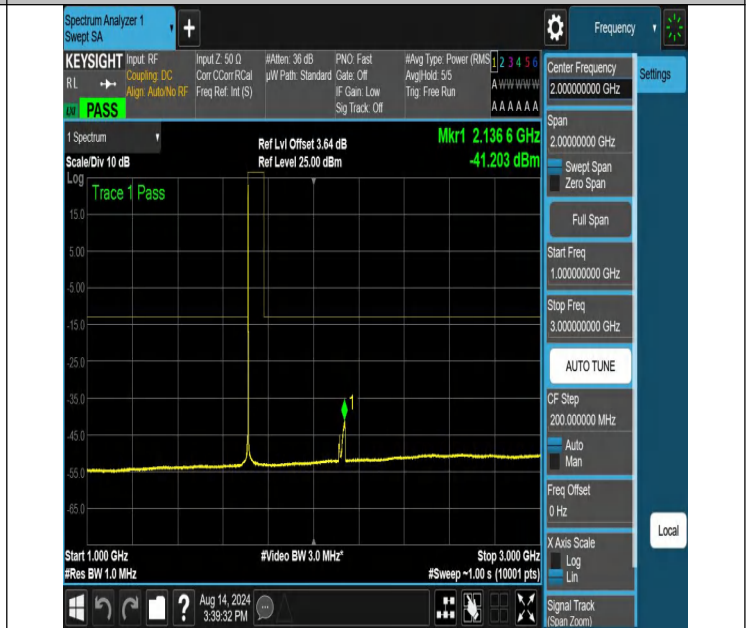 Spectrum Analyzer 1
Swept SA
+
Frequency
KEYSIGHT
RL
PASS
Input: RF
Coupling: DC
Align: Auto/No RF
Input Z: 50 Ω
Corr CCorr RCal
Freq Ref: Int (S)
#Atten: 36 dB
µW Path: Standard
PNO: Fast
Gate: Off
IF Gain: Low
Sig Track: Off
#Avg Type: Power (RMS
Avg|Hold: 5/5
Trig: Free Run
1 2 3 4 5 6
A W W W W W
A A A A A A
1 Spectrum
Scale/Div 10 dB
Ref Lvl Offset 3.64 dB
Ref Level 25.00 dBm
Mkr1 2.136 6 GHz
-41.203 dBm
Log
Trace 1 Pass
15.0
5.00
-5.00
-15.0
-25.0
-35.0
-45.0
-55.0
-65.0
1
Start 1.000 GHz
#Res BW 1.0 MHz
#Video BW 3.0 MHz*
Stop 3.000 GHz
#Sweep ~1.00 s (10001 pts)
?
Aug 14, 2024
3:39:32 PM
Center Frequency
2.000000000 GHz
Span
2.00000000 GHz
Swept Span
Zero Span
Full Span
Start Freq
1.000000000 GHz
Stop Freq
3.000000000 GHz
AUTO TUNE
CF Step
200.000000 MHz
Auto
Man
Freq Offset
0 Hz
X Axis Scale
Log
Lin
Signal Track
(Span Zoom)
Settings
Local